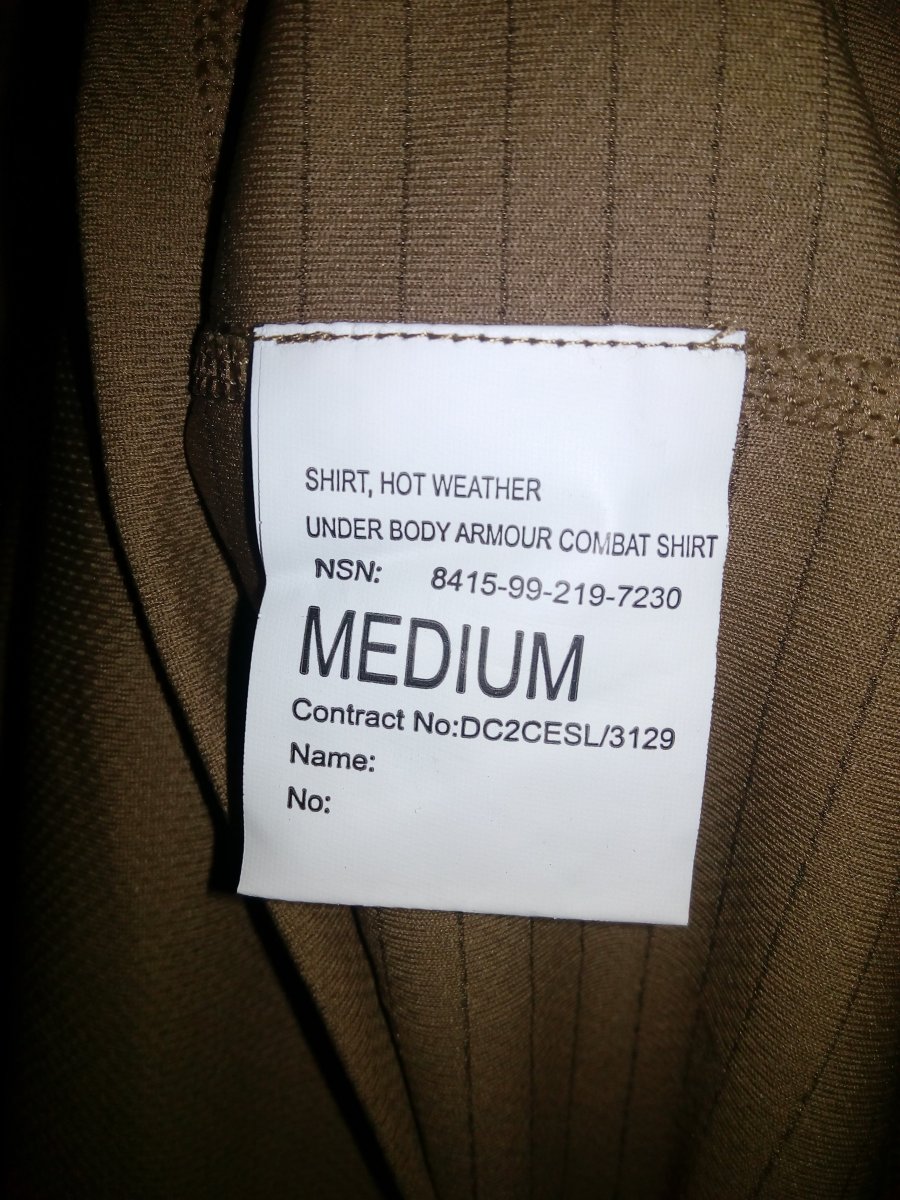 SHIRT, HOT WEATHER
UNDER BODY ARMOUR COMBAT SHIRT
NSN: 8415-99-219-7230
MEDIUM
Contract No:DC2CESL/3129
Name:
No: